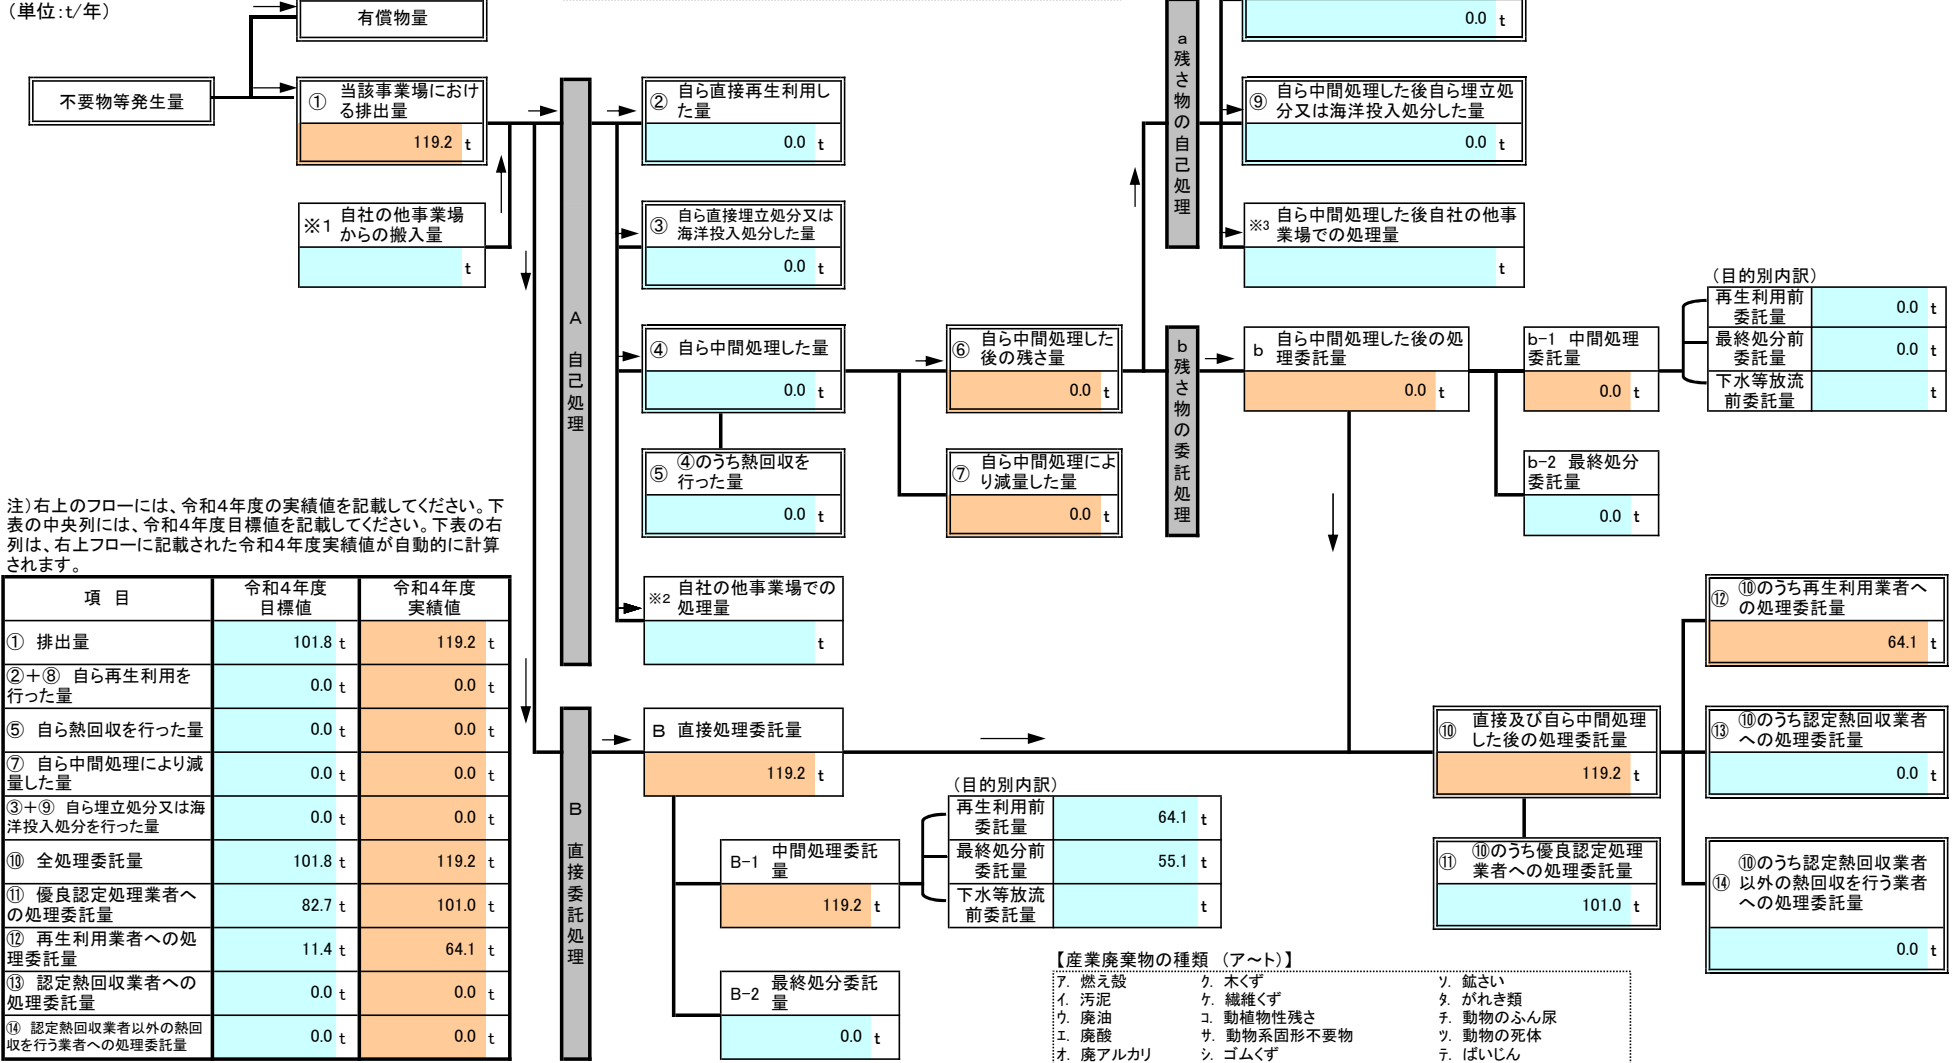 （単位：t/年）
有償物量
0.0 t
不要物等発生量
① 当該事業場におけ
る排出量
119.2 t
※1 自社の他事業場
からの搬入量
t
A 自己処理
② 自ら直接再生利用し
た量
0.0 t
③ 自ら直接埋立処分又は
海洋投入処分した量
0.0 t
④ 自ら中間処理した量
0.0 t
⑤ ④のうち熱回収を
行った量
0.0 t
※2 自社の他事業場での
処理量
t
⑥ 自ら中間処理した
後の残さ量
0.0 t
⑦ 自ら中間処理によ
り減量した量
0.0 t
a残さ物の自己処理
⑨ 自ら中間処理した後自ら埋立処
分又は海洋投入処分した量
0.0 t
※3 自ら中間処理した後自社の他事
業場での処理量
t
b残さ物の委託処理
b 自ら中間処理した後の処
理委託量
0.0 t
b-1 中間処理
委託量
0.0 t
b-2 最終処分
委託量
0.0 t
（目的別内訳）
再生利用前
委託量 0.0 t
最終処分前
委託量 0.0 t
下水等放流
前委託量 t
注）右上のフローには、令和4年度の実績値を記載してください。下
表の中央列には、令和4年度目標値を記載してください。下表の右
列は、右上フローに記載された令和4年度実績値が自動的に計算
されます。
項 目 令和4年度 令和4年度
目標値 実績値
① 排出量 101.8 t 119.2 t
②＋⑧ 自ら再生利用を
行った量 0.0 t 0.0 t
⑤ 自ら熱回収を行った量 0.0 t 0.0 t
⑦ 自ら中間処理により減
量した量 0.0 t 0.0 t
③＋⑨ 自ら埋立処分又は海
洋投入処分を行った量 0.0 t 0.0 t
⑩ 全処理委託量 101.8 t 119.2 t
⑪ 優良認定処理業者へ
の処理委託量 82.7 t 101.0 t
⑫ 再生利用業者への処
理委託量 11.4 t 64.1 t
⑬ 認定熱回収業者への
処理委託量 0.0 t 0.0 t
⑭ 認定熱回収業者以外の熱回
収を行う業者への処理委託量 0.0 t 0.0 t
B 直接委託処理
B 直接処理委託量
119.2 t
B-1 中間処理委託
量
119.2 t
B-2 最終処分委託
量
0.0 t
（目的別内訳）
再生利用前
委託量 64.1 t
最終処分前
委託量 55.1 t
下水等放流
前委託量 t
⑩ 直接及び自ら中間処理
した後の処理委託量
119.2 t
⑪ ⑩のうち優良認定処理
業者への処理委託量
101.0 t
⑫ ⑩のうち再生利用業者へ
の処理委託量
64.1 t
⑬ ⑩のうち認定熱回収業者
への処理委託量
0.0 t
⑭ ⑩のうち認定熱回収業者
以外の熱回収を行う業者
への処理委託量
0.0 t
【産業廃棄物の種類 （ア～ト）】
ア. 燃え殻 ク. 木くず ソ. 鉱さい
イ. 汚泥 ケ. 繊維くず タ. がれき類
ウ. 廃油 コ. 動植物性残さ チ. 動物のふん尿
エ. 廃酸 サ. 動物系固形不要物 ツ. 動物の死体
オ. 廃アルカリ シ. ゴムくず テ. ばいじん